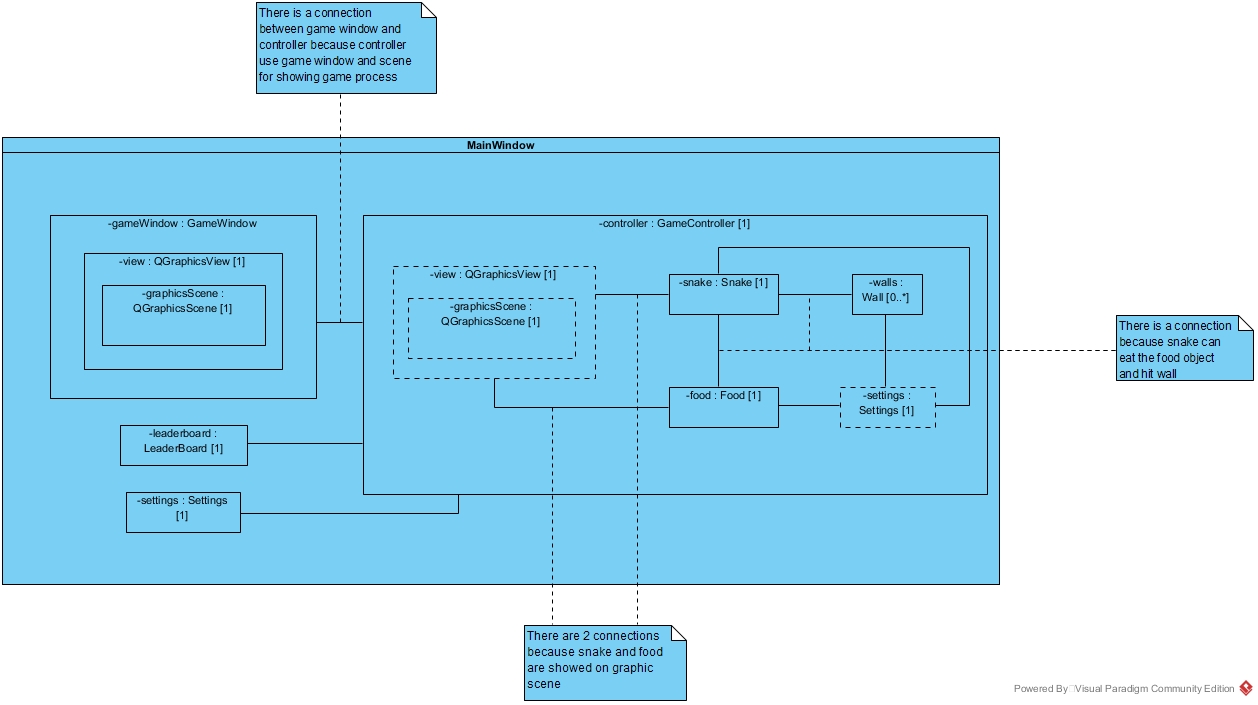 There is a connection
between game window and
controller because controller
use game window and scene
for showing game process
MainWindow
-gameWindow : GameWindow
-view : QGraphicsView [1]
-graphicsScene :
QGraphicsScene [1]
-controller : GameController [1]
-view : QGraphicsView [1]
-graphicsScene :
QGraphicsScene [1]
-snake : Snake [1]
-walls :
Wall [0..*]
-food : Food [1]
-settings :
Settings [1]
-leaderboard :
LeaderBoard [1]
-settings : Settings
[1]
There is a connection
because snake can
eat the food object
and hit wall
There are 2 connections
because snake and food
are showed on graphic
scene
Powered By Visual Paradigm Community Edition